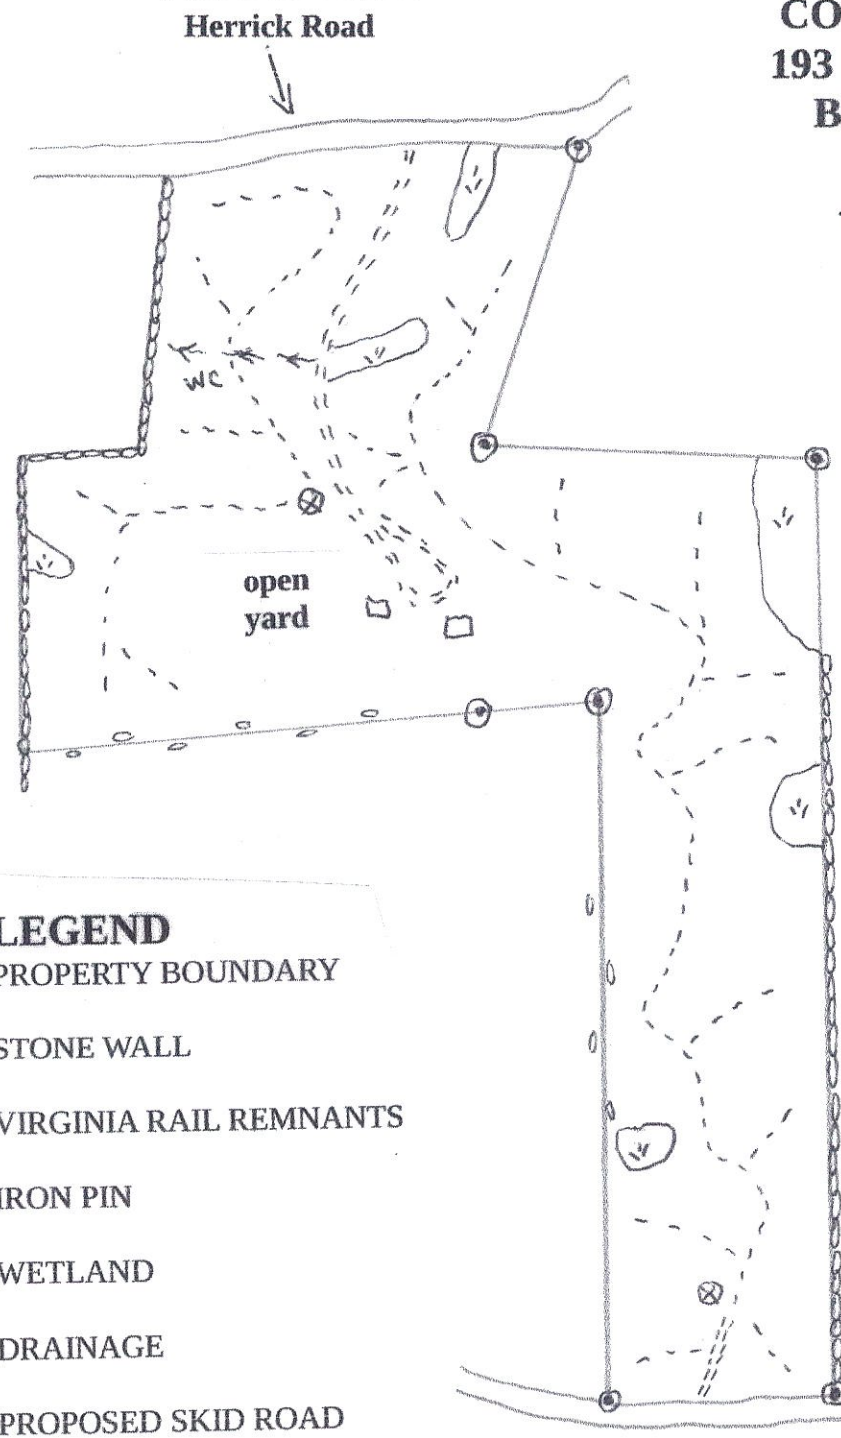 Herrick Road
CO
193
B
WC
open
yard
LEGEND
PROPERTY BOUNDARY
STONE WALL
VIRGINIA RAIL REMNANTS
IRON PIN
WETLAND
DRAINAGE
PROPOSED SKID ROAD